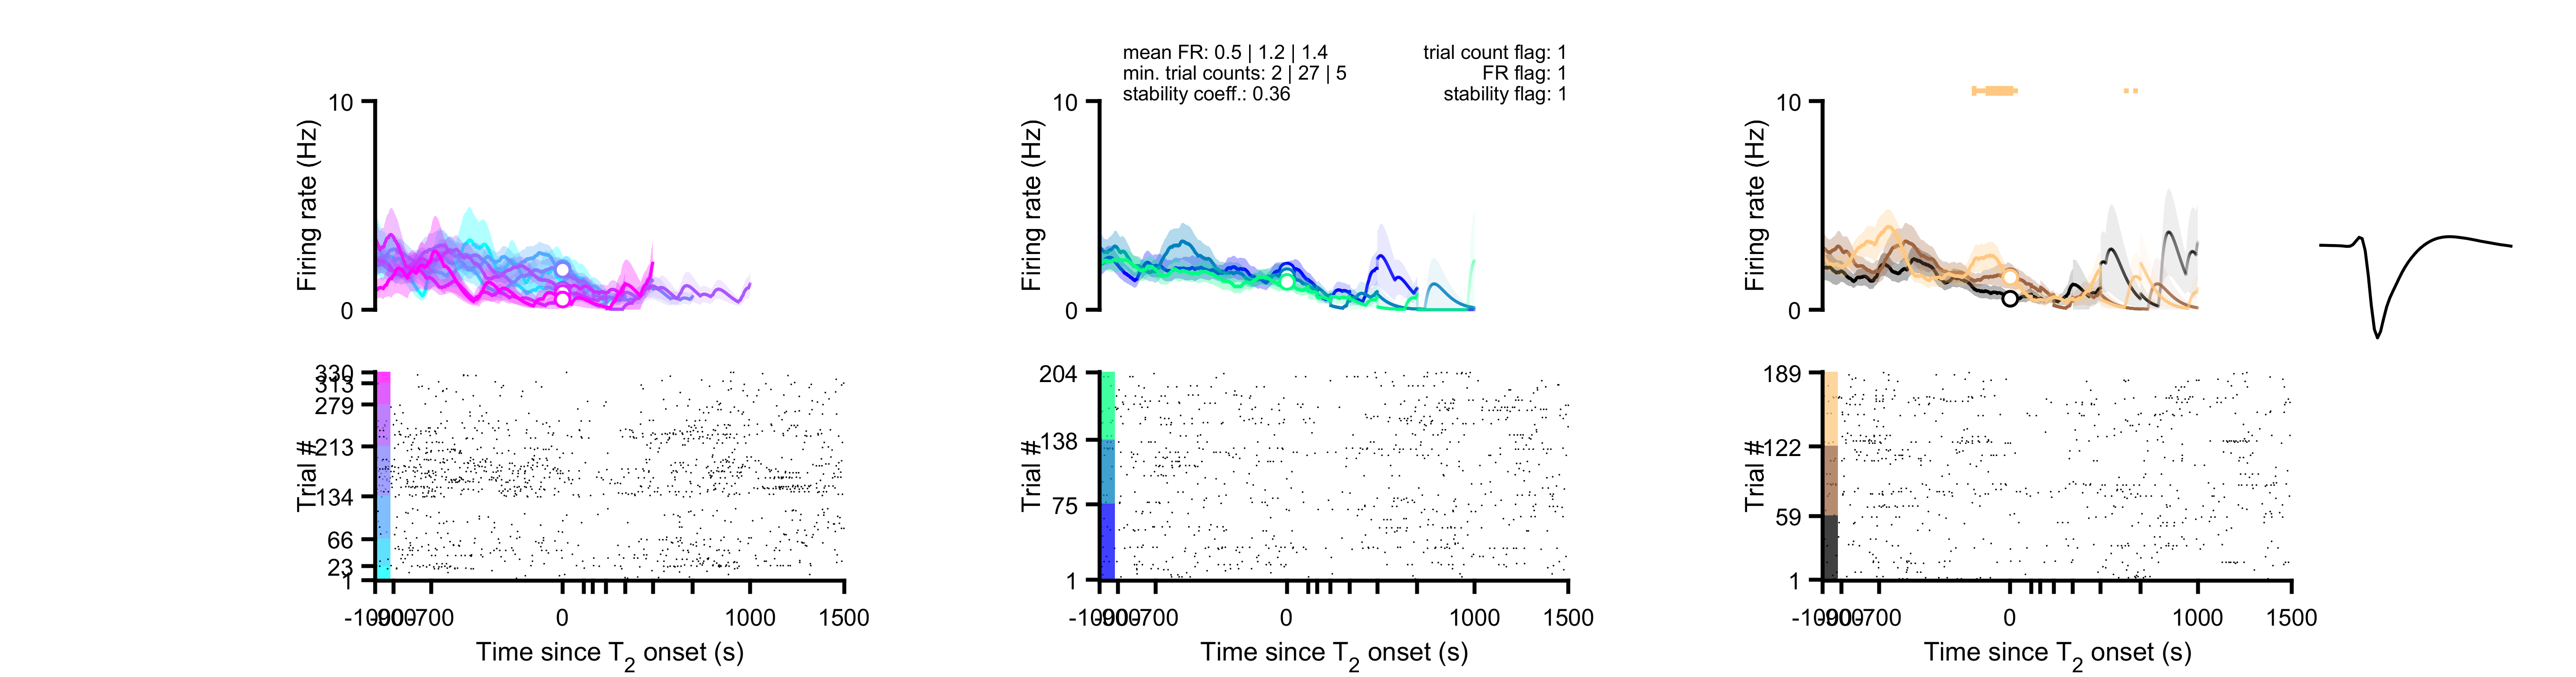 mean FR: 0.5 | 1.2 | 1.4
min. trial counts: 2 | 27 | 5
stability coeff.: 0.36
trial count flag: 1
FR flag: 1
stability flag: 1
10
Firing rate (Hz)
0
10
Firing rate (Hz)
0
10
Firing rate (Hz)
0
330
313
279
213
134
66
23
1
Trial #
-1000
-900
-700
0
1000
1500
Time since T2 onset (s)
204
138
75
1
Trial #
-1000
-900
-700
0
1000
1500
Time since T2 onset (s)
189
122
59
1
Trial #
-1000
-900
-700
0
1000
1500
Time since T2 onset (s)